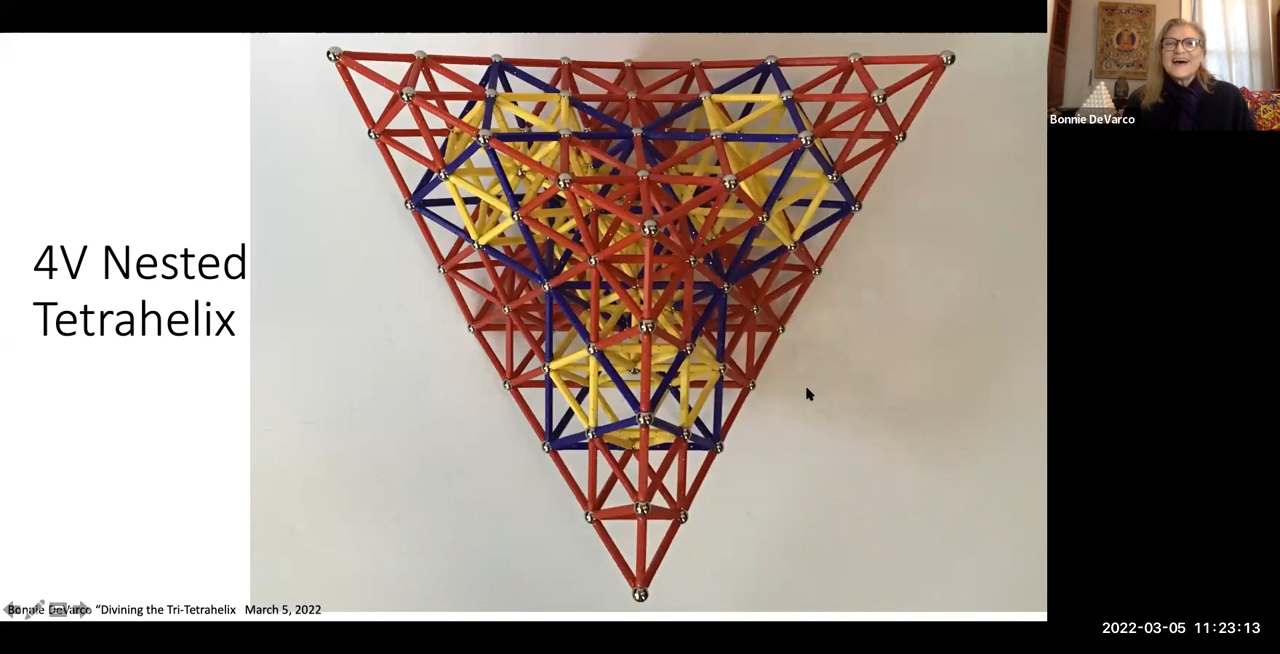 Bonnie DeVarco
4V Nested
Tetrahelix
Bonnie DeVarco “Divining the Tri-Tetrahelix March 5, 2022
2022-03-05 11:23:13